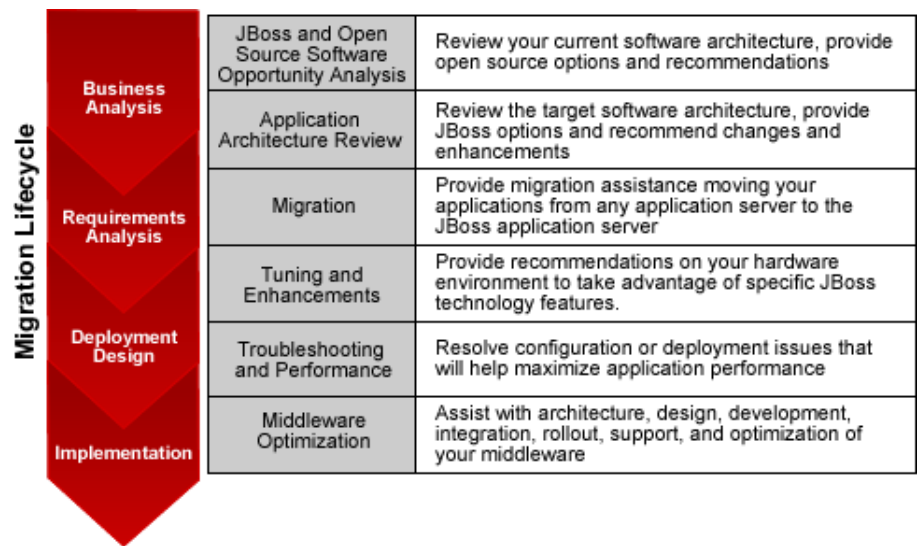 Migration Lifecycle
Business
Analysis
Requirements
Analysis
Deployment
Design
Implementation
JBoss and Open
Source Software
Opportunity Analysis
Review your current software architecture, provide
open source options and recommendations
Application
Architecture Review
Review the target software architecture, provide
JBoss options and recommend changes and
enhancements
Migration
Provide migration assistance moving your
applications from any application server to the
JBoss application server
Tuning and
Enhancements
Provide recommendations on your hardware
environment to take advantage of specific JBoss
technology features.
Troubleshooting
and Performance
Resolve configuration or deployment issues that
will help maximize application performance
Middleware
Optimization
Assist with architecture, design, development,
integration, rollout, support, and optimization of
your middleware